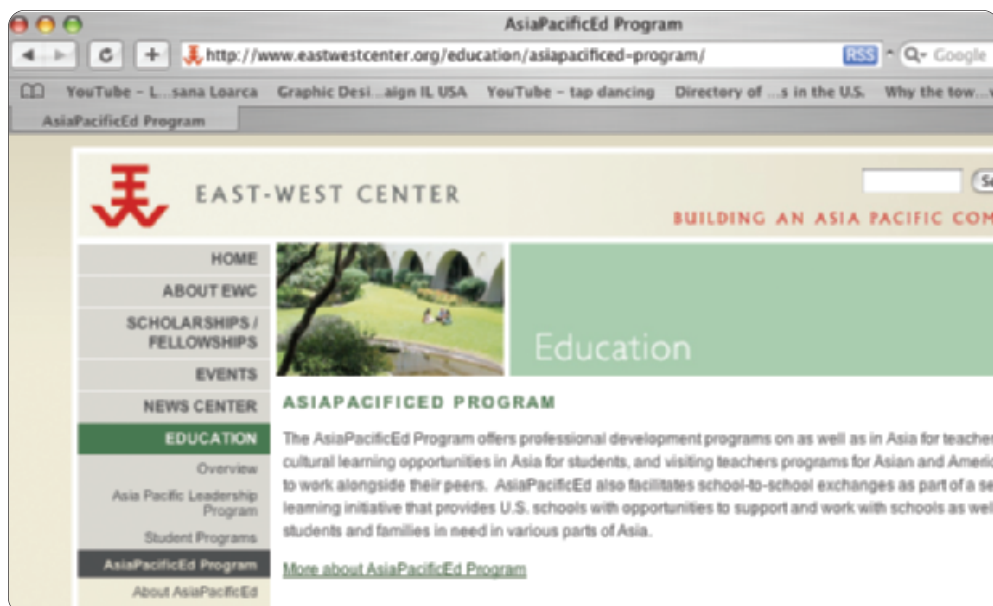 AsiaPacificEd Program
http://www.eastwestcenter.org/education/asiapacificed-program/
RSS
Google
YouTube – L...sana Loarca
Graphic Desi...aign IL USA
YouTube – tap dancing
Directory of ...s in the U.S.
Why the tow...
AsiaPacificEd Program
EAST-WEST CENTER
BUILDING AN ASIA PACIFIC COM
HOME
ABOUT EWC
SCHOLARSHIPS /
FELLOWSHIPS
EVENTS
NEWS CENTER
EDUCATION
Overview
Asia Pacific Leadership
Program
Student Programs
AsiaPacificEd Program
About AsiaPacificEd
Education
ASIAPACIFICED PROGRAM
The AsiaPacificEd Program offers professional development programs on as well as in Asia for teacher
cultural learning opportunities in Asia for students, and visiting teachers programs for Asian and Americ
to work alongside their peers. AsiaPacificEd also facilitates school-to-school exchanges as part of a se
learning initiative that provides U.S. schools with opportunities to support and work with schools as well
students and families in need in various parts of Asia.
More about AsiaPacificEd Program